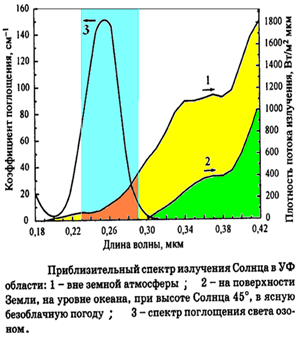 Коэффициент поглощения, см⁻¹
160
140
120
100
80
60
40
20
0
3
1
2
1800
1600
1400
1200
1000
800
600
400
200
0
Плотность потока излучения, Вт/м² мкм
0,18 0,22 0,26 0,30 0,34 0,38 0,42
Длина волны, мкм
Приблизительный спектр излучения Солнца в УФ
области: 1 – вне земной атмосферы ; 2 – на поверхности
Земли, на уровне океана, при высоте Солнца 45°, в ясную
безоблачную погоду ; 3 – спектр поглощения света озо-
ном.